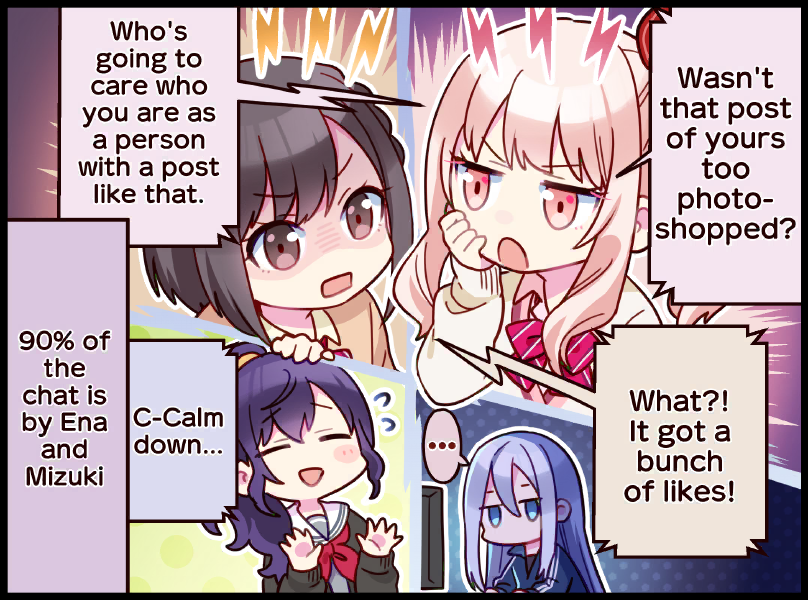 Wasn't
that post
of yours
too
photo-
shopped?
What?!
It got a
bunch
of likes!
Who's
going to
care who
you are as
a person
with a post
like that.
C-Calm
down...
...
90% of
the
chat is
by Ena
and
Mizuki